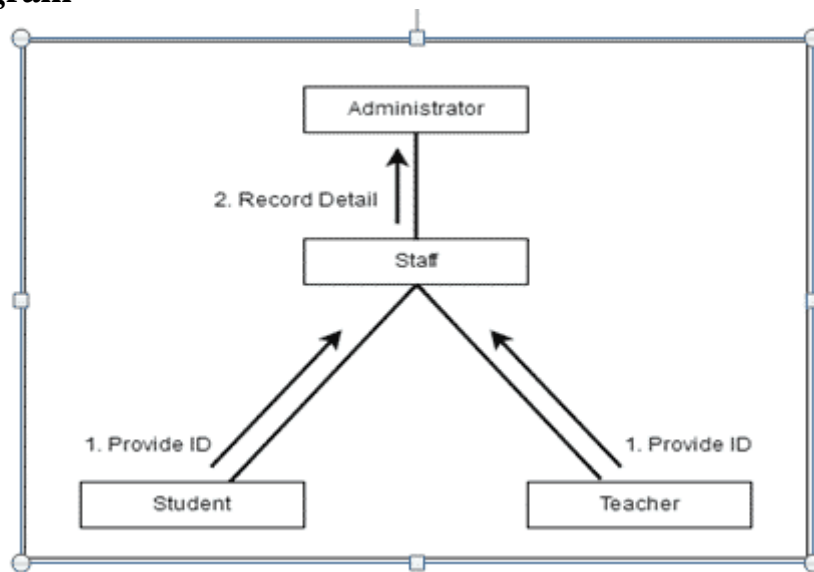 Administrator
2. Record Detail
Staff
1. Provide ID
1. Provide ID
Student
Teacher